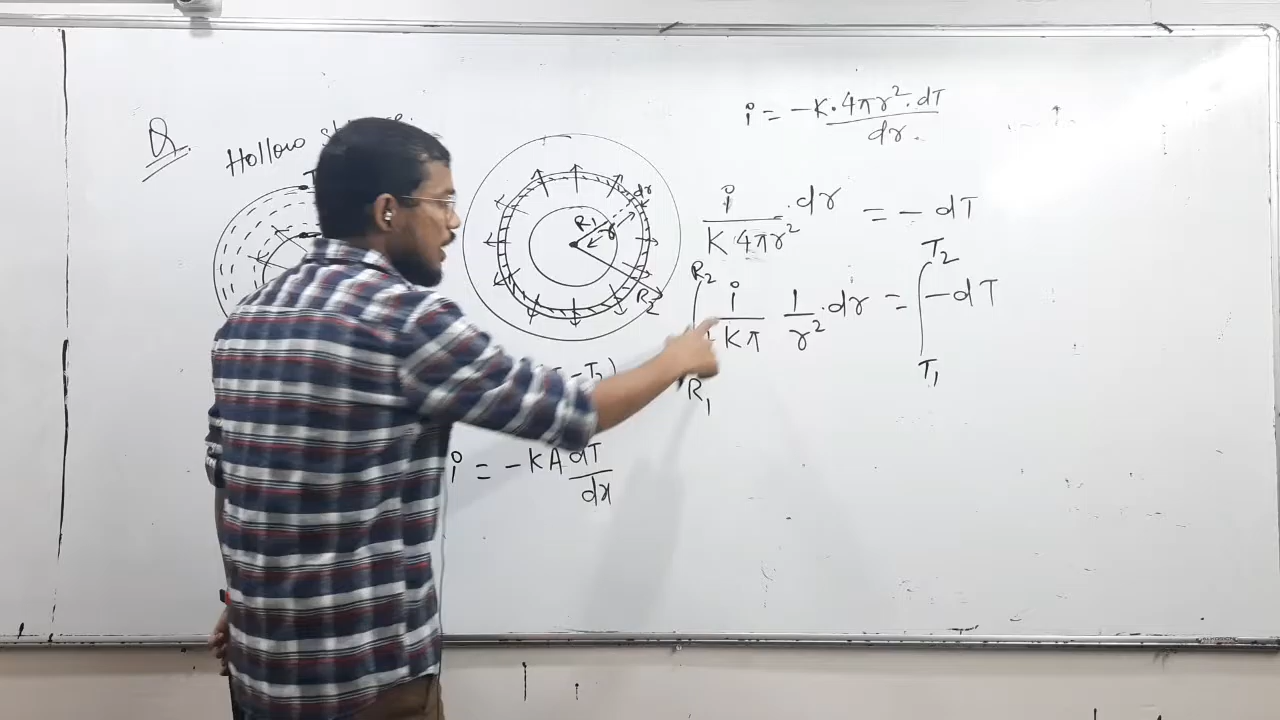 Q.
Hollow
R₁ r dr
R₂
i = -KA dT/dx
i = -K·4πr²·dT/dr.
i/(K 4πr²) · dr = - dT
∫_{R₁}^{R₂} i/(Kπ) 1/r² · dr = ∫_{T₁}^{T₂} -dT